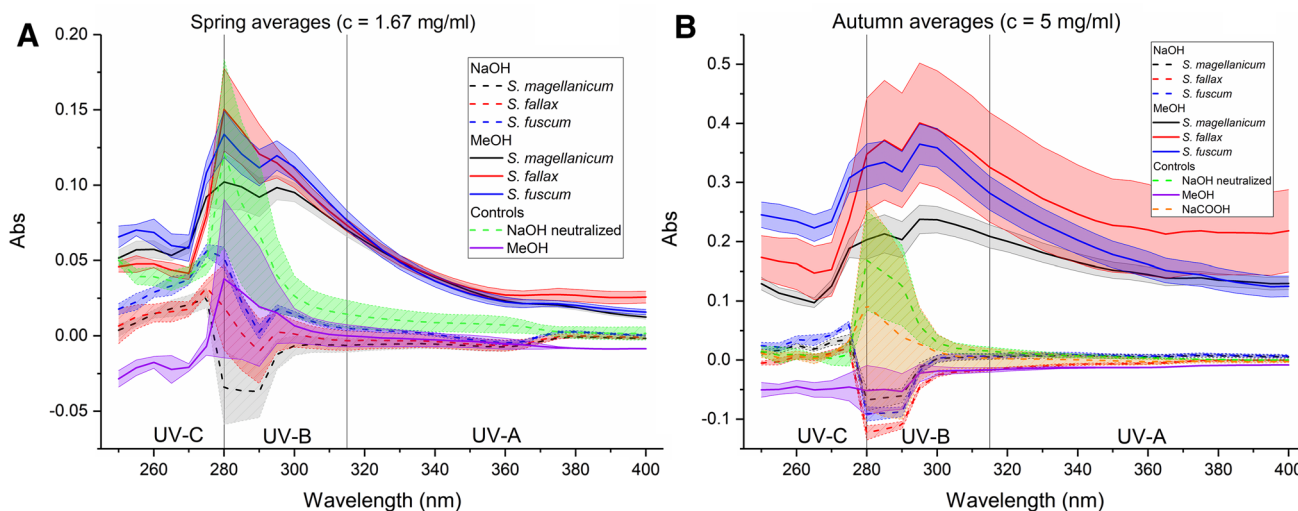 A
Spring averages (c = 1.67 mg/ml)
0.20
0.15
0.10
0.05
0.00
-0.05
Abs
NaOH
S. magellanicum
S. fallax
S. fuscum
MeOH
S. magellanicum
S. fallax
S. fuscum
Controls
NaOH neutralized
MeOH
UV-C
UV-B
UV-A
260 280 300 320 340 360 380 400
Wavelength (nm)
B
Autumn averages (c = 5 mg/ml)
0.5
0.4
0.3
0.2
0.1
0.0
-0.1
Abs
NaOH
S. magellanicum
S. fallax
S. fuscum
MeOH
S. magellanicum
S. fallax
S. fuscum
Controls
NaOH neutralized
MeOH
NaCOOH
UV-C
UV-B
UV-A
260 280 300 320 340 360 380 400
Wavelength (nm)